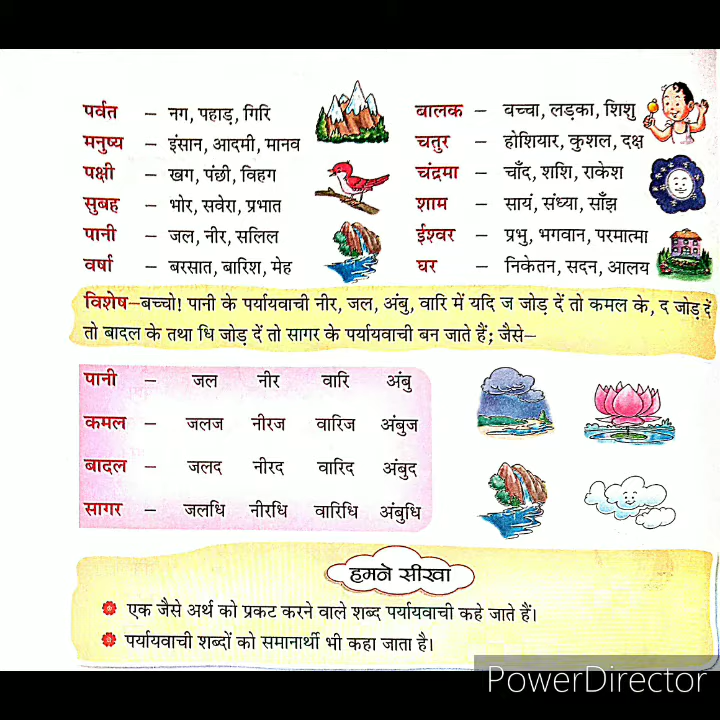 पर्वत – नग, पहाड़, गिरि
मनुष्य – इंसान, आदमी, मानव
पक्षी – खग, पंछी, विहग
सुबह – भोर, सवेरा, प्रभात
पानी – जल, नीर, सलिल
वर्षा – बरसात, बारिश, मेह
बालक – बच्चा, लड़का, शिशु
चतुर – होशियार, कुशल, दक्ष
चंद्रमा – चाँद, शशि, राकेश
शाम – सायं, संध्या, साँझ
ईश्वर – प्रभु, भगवान, परमात्मा
घर – निकेतन, सदन, आलय
विशेष–बच्चो! पानी के पर्यायवाची नीर, जल, अंबु, वारि में यदि ज जोड़ दें तो कमल के, द जोड़ दें
तो बादल के तथा धि जोड़ दें तो सागर के पर्यायवाची बन जाते हैं; जैसे–
पानी – जल नीर वारि अंबु
कमल – जलज नीरज वारिज अंबुज
बादल – जलद नीरद वारिद अंबुद
सागर – जलधि नीरधि वारिधि अंबुधि
हमने सीखा
एक जैसे अर्थ को प्रकट करने वाले शब्द पर्यायवाची कहे जाते हैं।
पर्यायवाची शब्दों को समानार्थी भी कहा जाता है।
PowerDirector